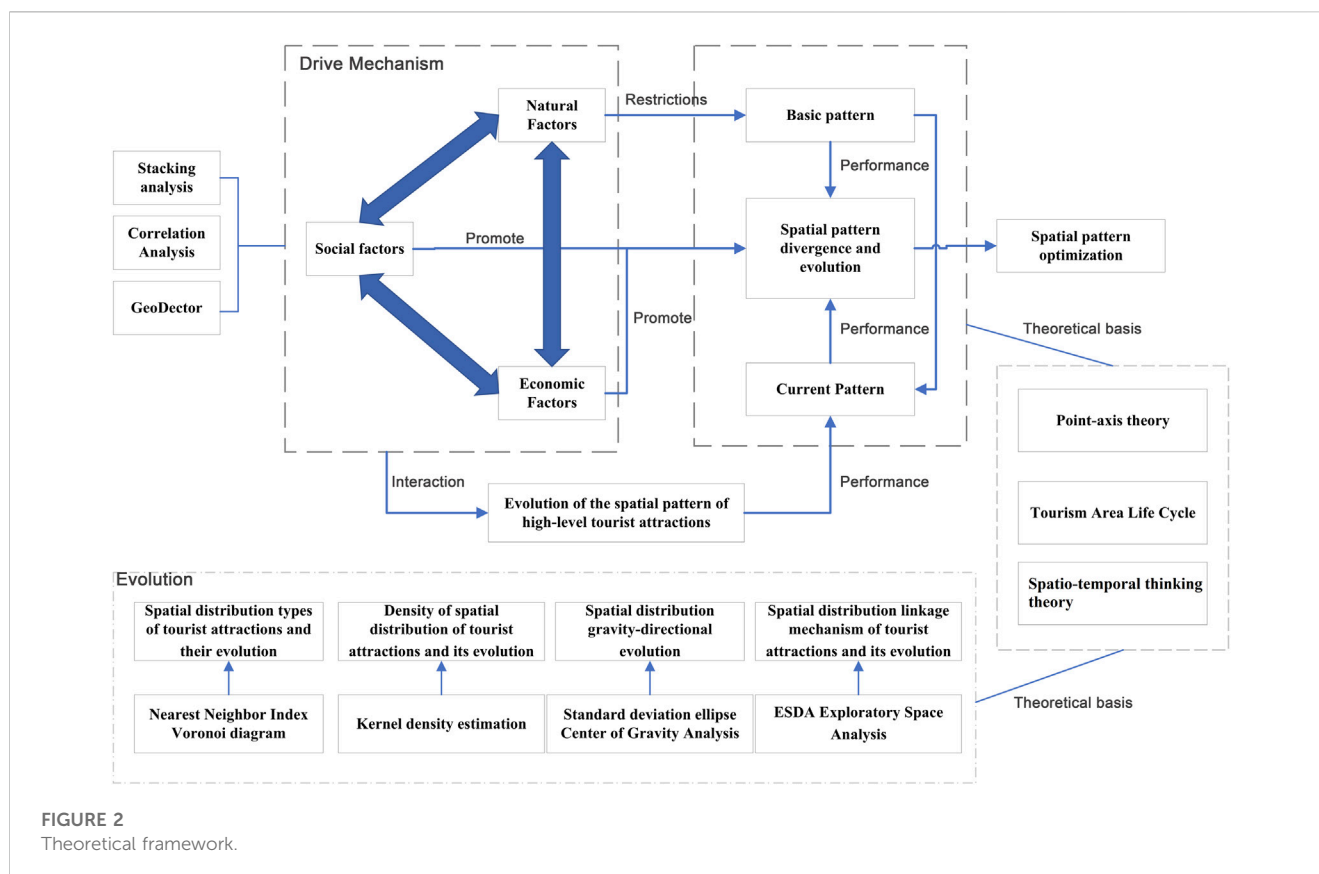 Drive Mechanism
Natural
Factors
Restrictions
Basic pattern
Stacking
analysis
Performance
Correlation
Analysis
Social factors
Promote
Spatial pattern
divergence and
evolution
Spatial pattern
optimization
GeoDector
Promote
Performance
Theoretical basis
Economic
Factors
Current Pattern
Point-axis theory
Interaction
Evolution of the spatial pattern of
high-level tourist attractions
Performance
Tourism Area Life Cycle
Spatio-temporal thinking
theory
Evolution
Spatial distribution types
of tourist attractions and
their evolution
Density of spatial
distribution of tourist
attractions and its evolution
Spatial distribution
gravity-directional
evolution
Spatial distribution linkage
mechanism of tourist
attractions and its evolution
Theoretical basis
Nearest Neighbor Index
Voronoi diagram
Kernel density estimation
Standard deviation ellipse
Center of Gravity Analysis
ESDA Exploratory Space
Analysis
FIGURE 2
Theoretical framework.